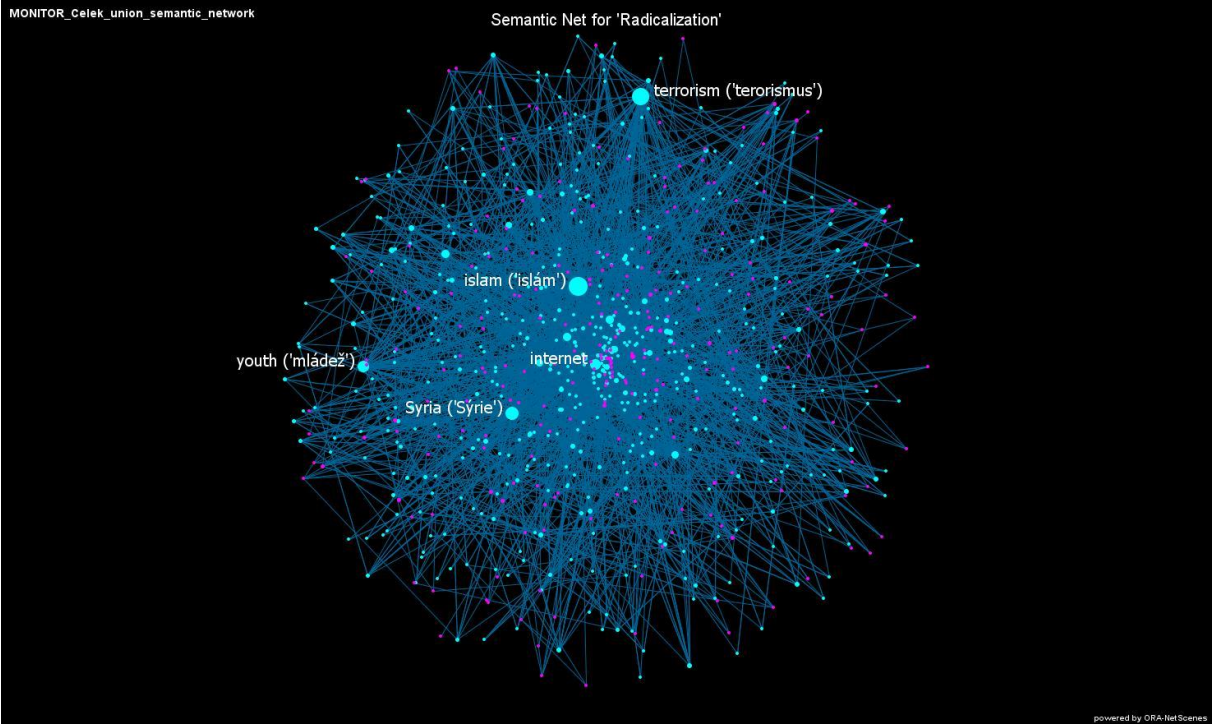 MONITOR_Celek_union_semantic_network
Semantic Net for 'Radicalization'
terrorism ('terorismus')
islam ('islám')
internet
youth ('mládež')
Syria ('Sýrie')
powered by ORA-NetScenes